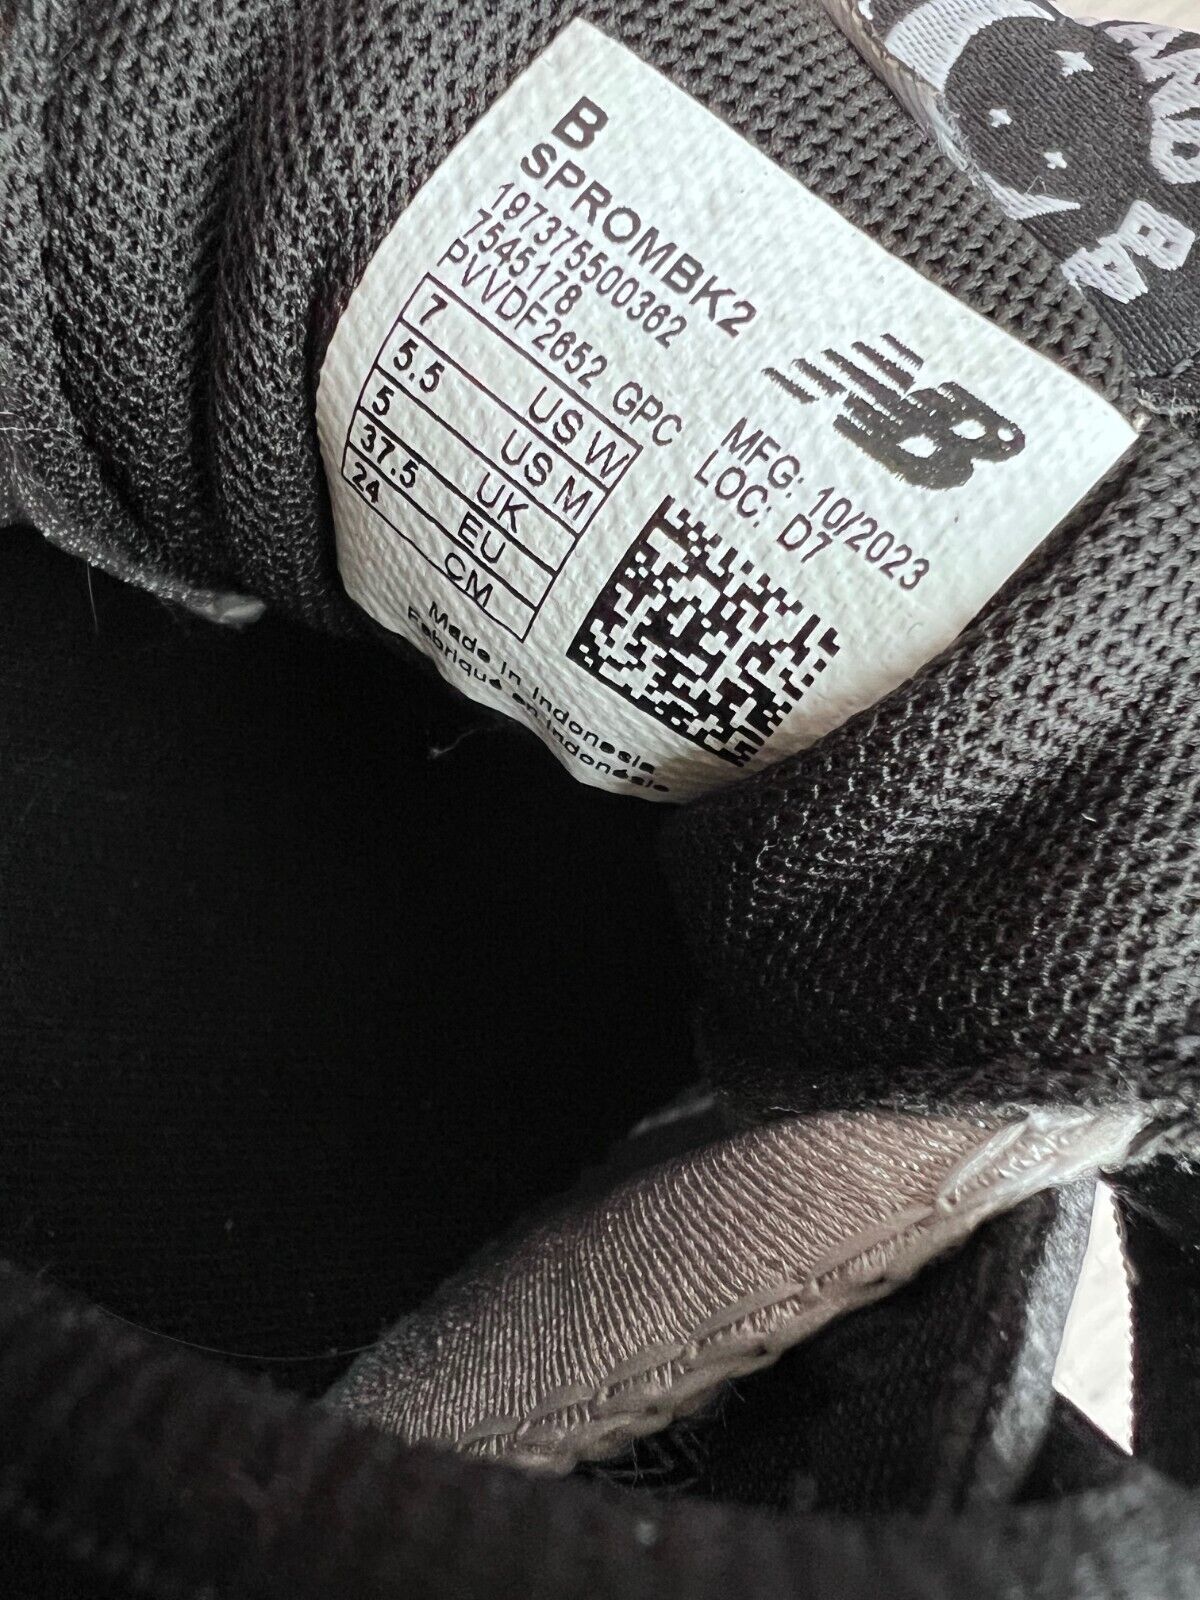 B
SPROMBK2
197375500362
7545178
PVVDF2652 GPC
7 US W
5.5 US M
5 UK
37.5 EU
24 CM
NB
MFG: 10/2023
LOC: D7
Made in Indonesia
Fabriqué en Indonésie